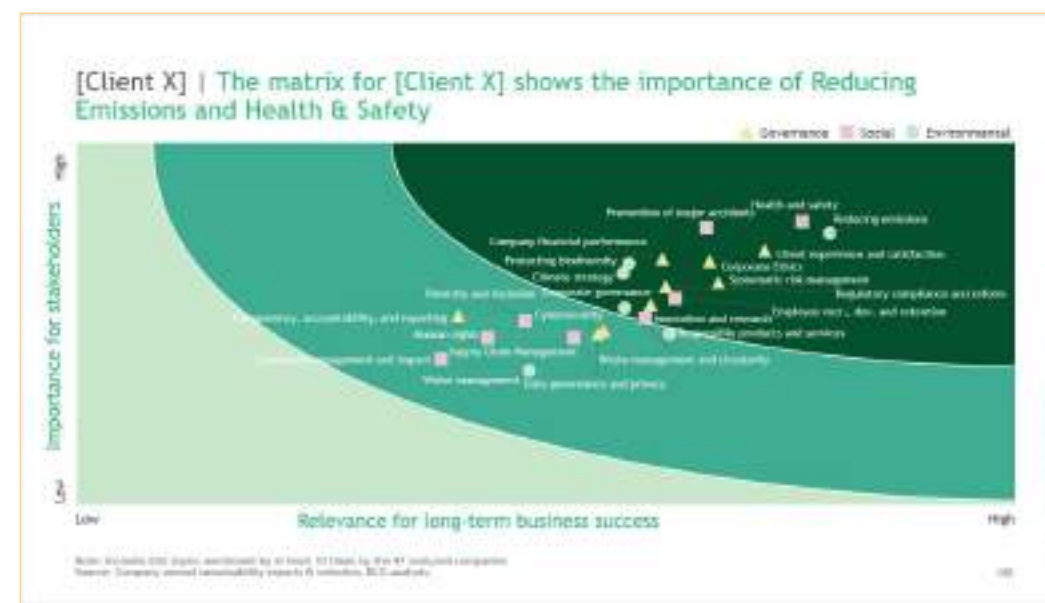 [Client X] | The matrix for [Client X] shows the importance of Reducing
Emissions and Health & Safety
Governance Social Environmental
High
Importance for stakeholders
Low
Health and safety
Prevention of major accidents
Reducing emissions
Company financial performance
Client experience and satisfaction
Protecting biodiversity
Corporate Ethics
Climate strategy
Systematic risk management
Diversity and inclusion
governance
Regulatory compliance and reform
Employee recr., dev. and retention
accountability, and reporting
Cybersecurity
Innovation and research
Human rights
products and services
Supply Chain Management
management and impact
Waste management and circularity
Water management
Data governance and privacy
Low
Relevance for long-term business success
High